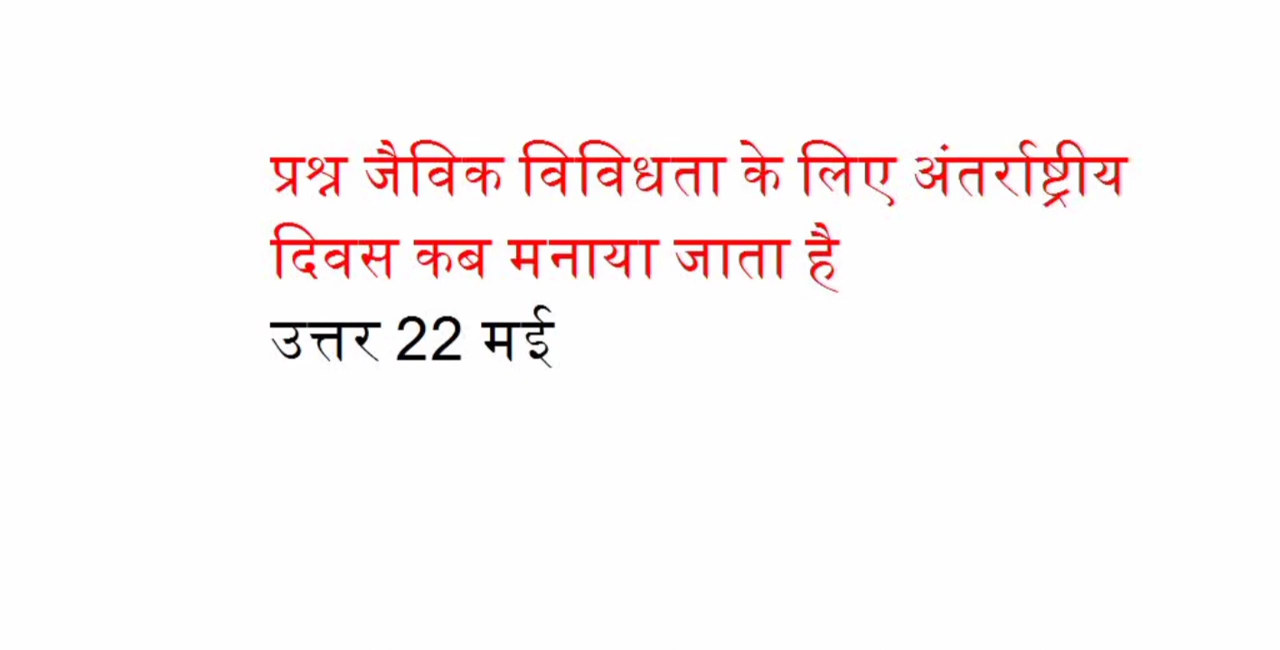 प्रश्न जैविक विविधता के लिए अंतर्राष्ट्रीय
दिवस कब मनाया जाता है
उत्तर 22 मई